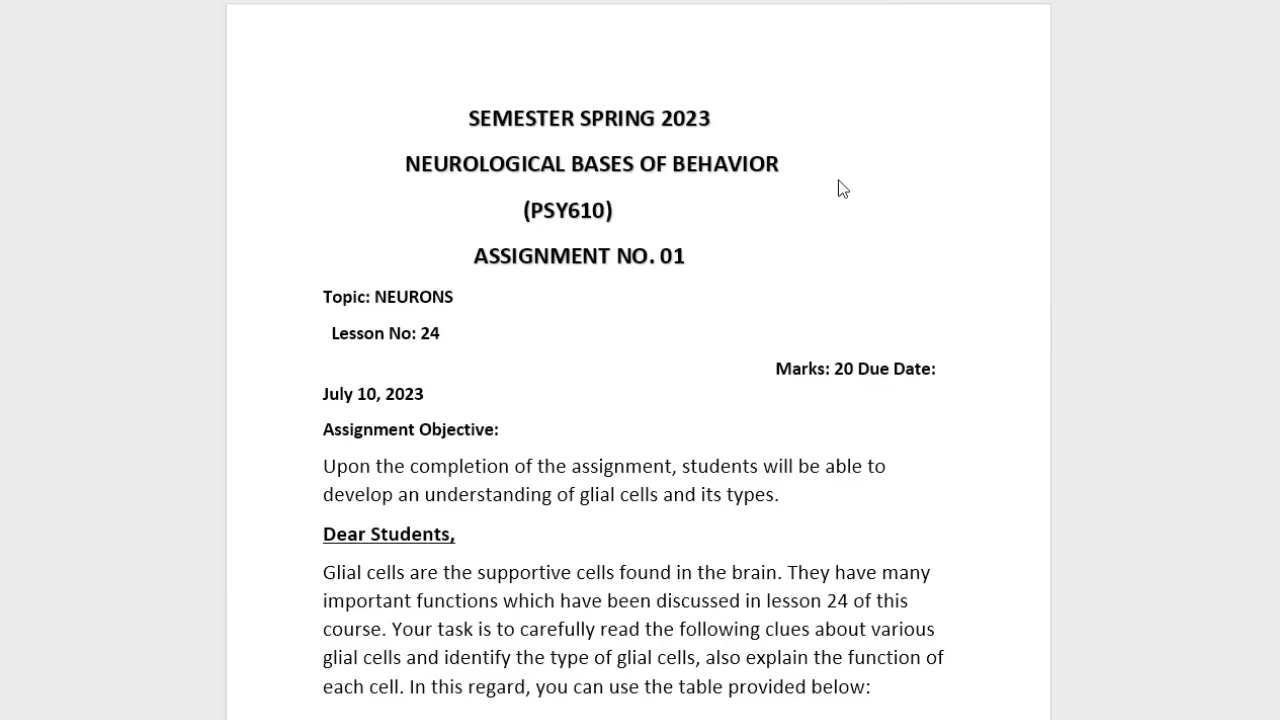 SEMESTER SPRING 2023
NEUROLOGICAL BASES OF BEHAVIOR
(PSY610)
ASSIGNMENT NO. 01
Topic: NEURONS
Lesson No: 24
Marks: 20 Due Date:
July 10, 2023
Assignment Objective:
Upon the completion of the assignment, students will be able to
develop an understanding of glial cells and its types.
Dear Students,
Glial cells are the supportive cells found in the brain. They have many
important functions which have been discussed in lesson 24 of this
course. Your task is to carefully read the following clues about various
glial cells and identify the type of glial cells, also explain the function of
each cell. In this regard, you can use the table provided below: